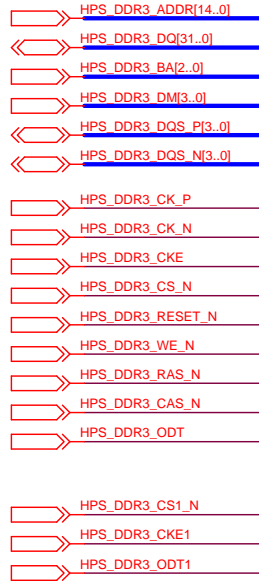 HPS_DDR3_ADDR[14..0]
HPS_DDR3_DQ[31..0]
HPS_DDR3_BA[2..0]
HPS_DDR3_DM[3..0]
HPS_DDR3_DQS_P[3..0]
HPS_DDR3_DQS_N[3..0]
HPS_DDR3_CK_P
HPS_DDR3_CK_N
HPS_DDR3_CKE
HPS_DDR3_CS_N
HPS_DDR3_RESET_N
HPS_DDR3_WE_N
HPS_DDR3_RAS_N
HPS_DDR3_CAS_N
HPS_DDR3_ODT
HPS_DDR3_CS1_N
HPS_DDR3_CKE1
HPS_DDR3_ODT1